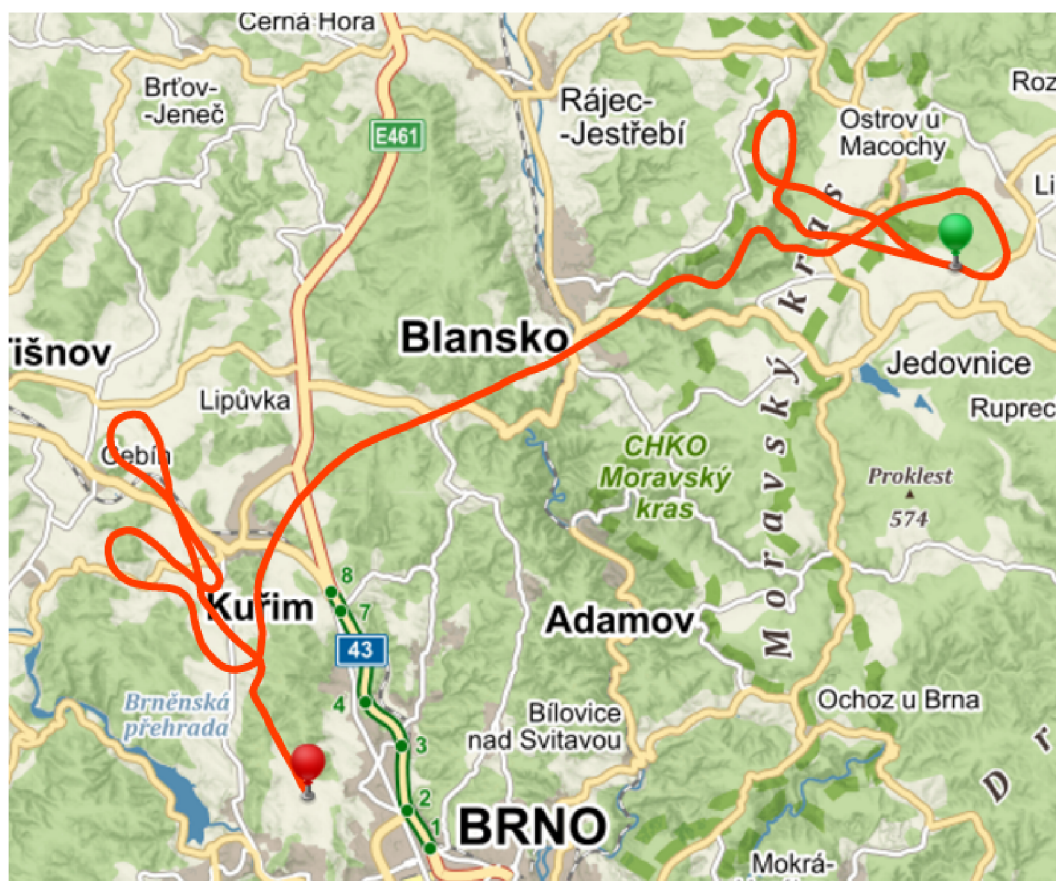 Černá Hora
Brťov-
-Jeneč
E461
Rájec-
-Jestřebí
Ostrov u
Macochy
Roz
Li
Blansko
Tišnov
Jedovnice
Lipůvka
Ruprec
Čebín
CHKO
Moravský
kras
Moravský kras
Proklest
574
8
7
Kuřim
43
Adamov
Brněnská
přehrada
4
3
Bílovice
nad Svitavou
Ochoz u Brna
D r
2
1
BRNO
Mokrá-